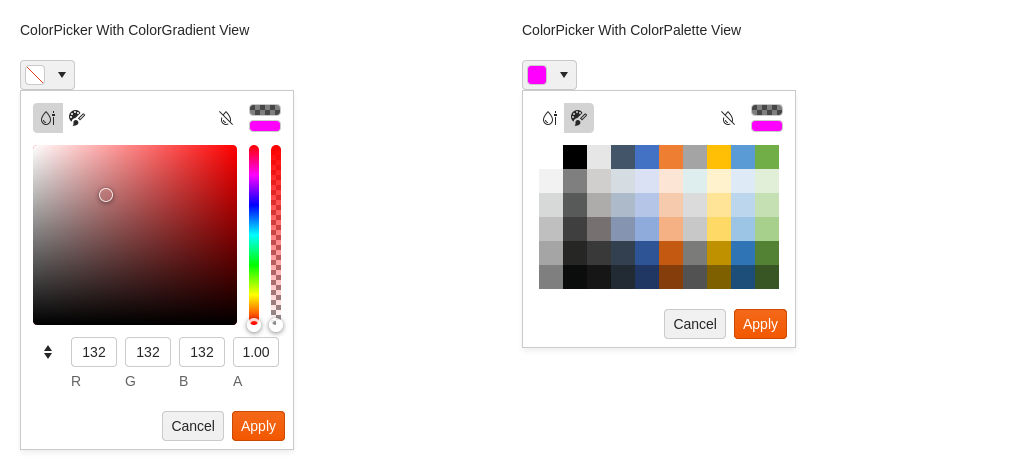 ColorPicker With ColorGradient View
132 132 132 1.00
R G B A
Cancel Apply
ColorPicker With ColorPalette View
Cancel Apply